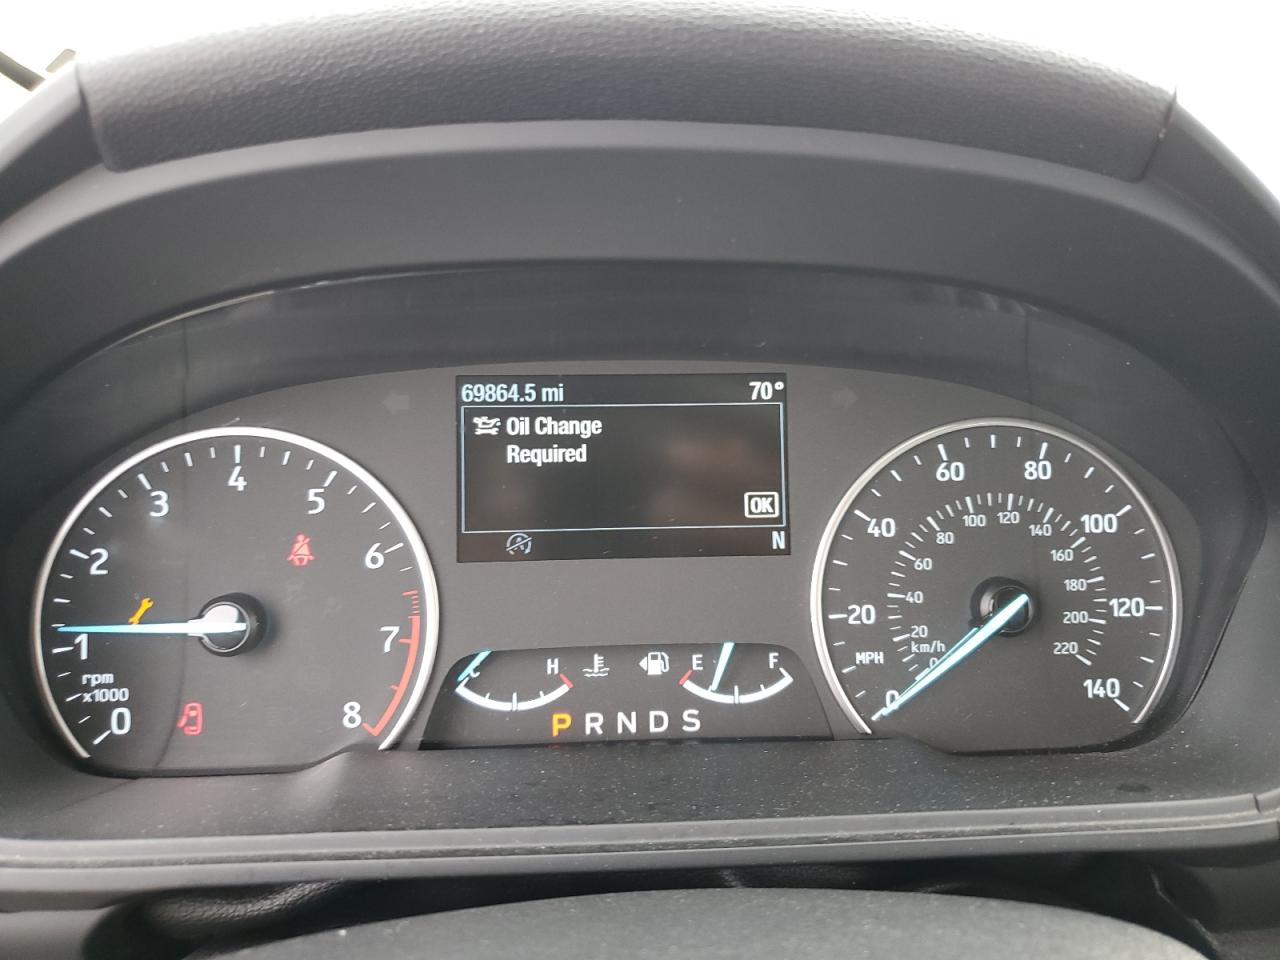 69864.5 mi 70°
Oil Change
Required
OK
N
0 1 2 3 4 5 6 7 8
rpm
x1000
C H
E F
P R N D S
0 20 40 60 80 100 120 140
MPH
0 20 40 60 80 100 120 140 160 180 200 220
km/h